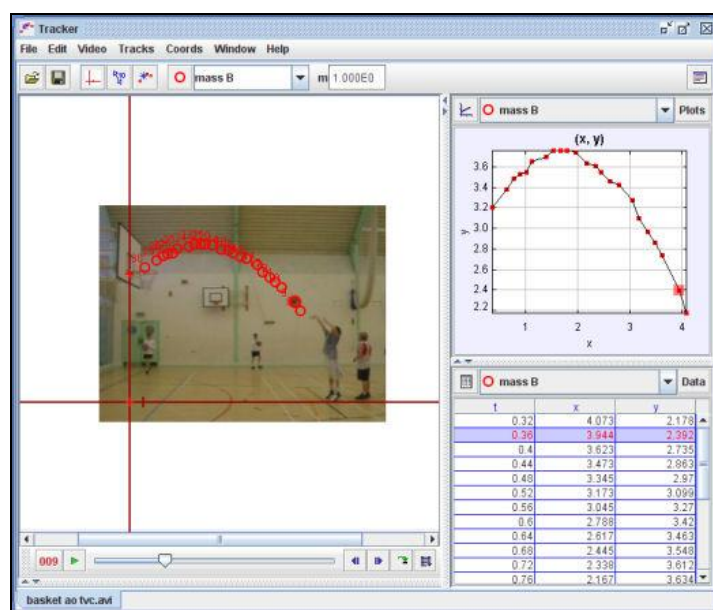 Tracker
File Edit Video Tracks Coords Window Help
mass B m 1.000E0
mass B Plots
(x, y)
3.6
3.4
3.2
3.0
2.8
2.6
2.4
2.2
y
1 2 3 4
x
mass B Data
t x y
0.32 4.073 2.178
0.36 3.944 2.392
0.4 3.623 2.735
0.44 3.473 2.863
0.48 3.345 2.97
0.52 3.173 3.099
0.56 3.045 3.27
0.6 2.788 3.42
0.64 2.617 3.463
0.68 2.445 3.548
0.72 2.338 3.612
0.76 2.167 3.634
009
basket ao tvc.avi